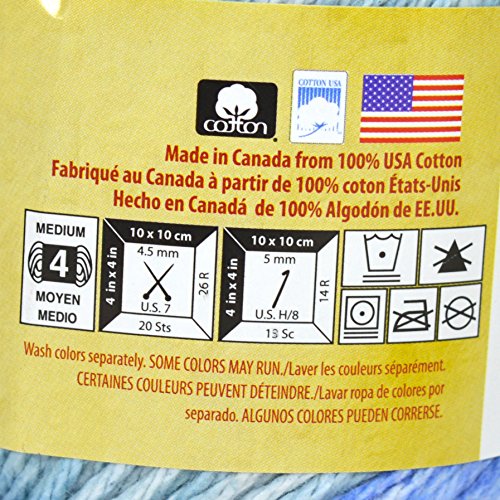 cotton
COTTON USA
Made in Canada from 100% USA Cotton
Fabriqué au Canada à partir de 100% coton États-Unis
Hecho en Canadá de 100% Algodón de EE.UU.
MEDIUM
4
MOYEN
MEDIO
10 x 10 cm
4 in x 4 in
4.5 mm
26 R
U.S. 7
20 Sts
10 x 10 cm
4 in x 4 in
5 mm
14 R
U.S. H/8
13 Sc
Wash colors separately. SOME COLORS MAY RUN./Laver les couleurs séparément.
CERTAINES COULEURS PEUVENT DÉTEINDRE./Lavar ropa de colores por
separado. ALGUNOS COLORES PUEDEN CORRERSE.